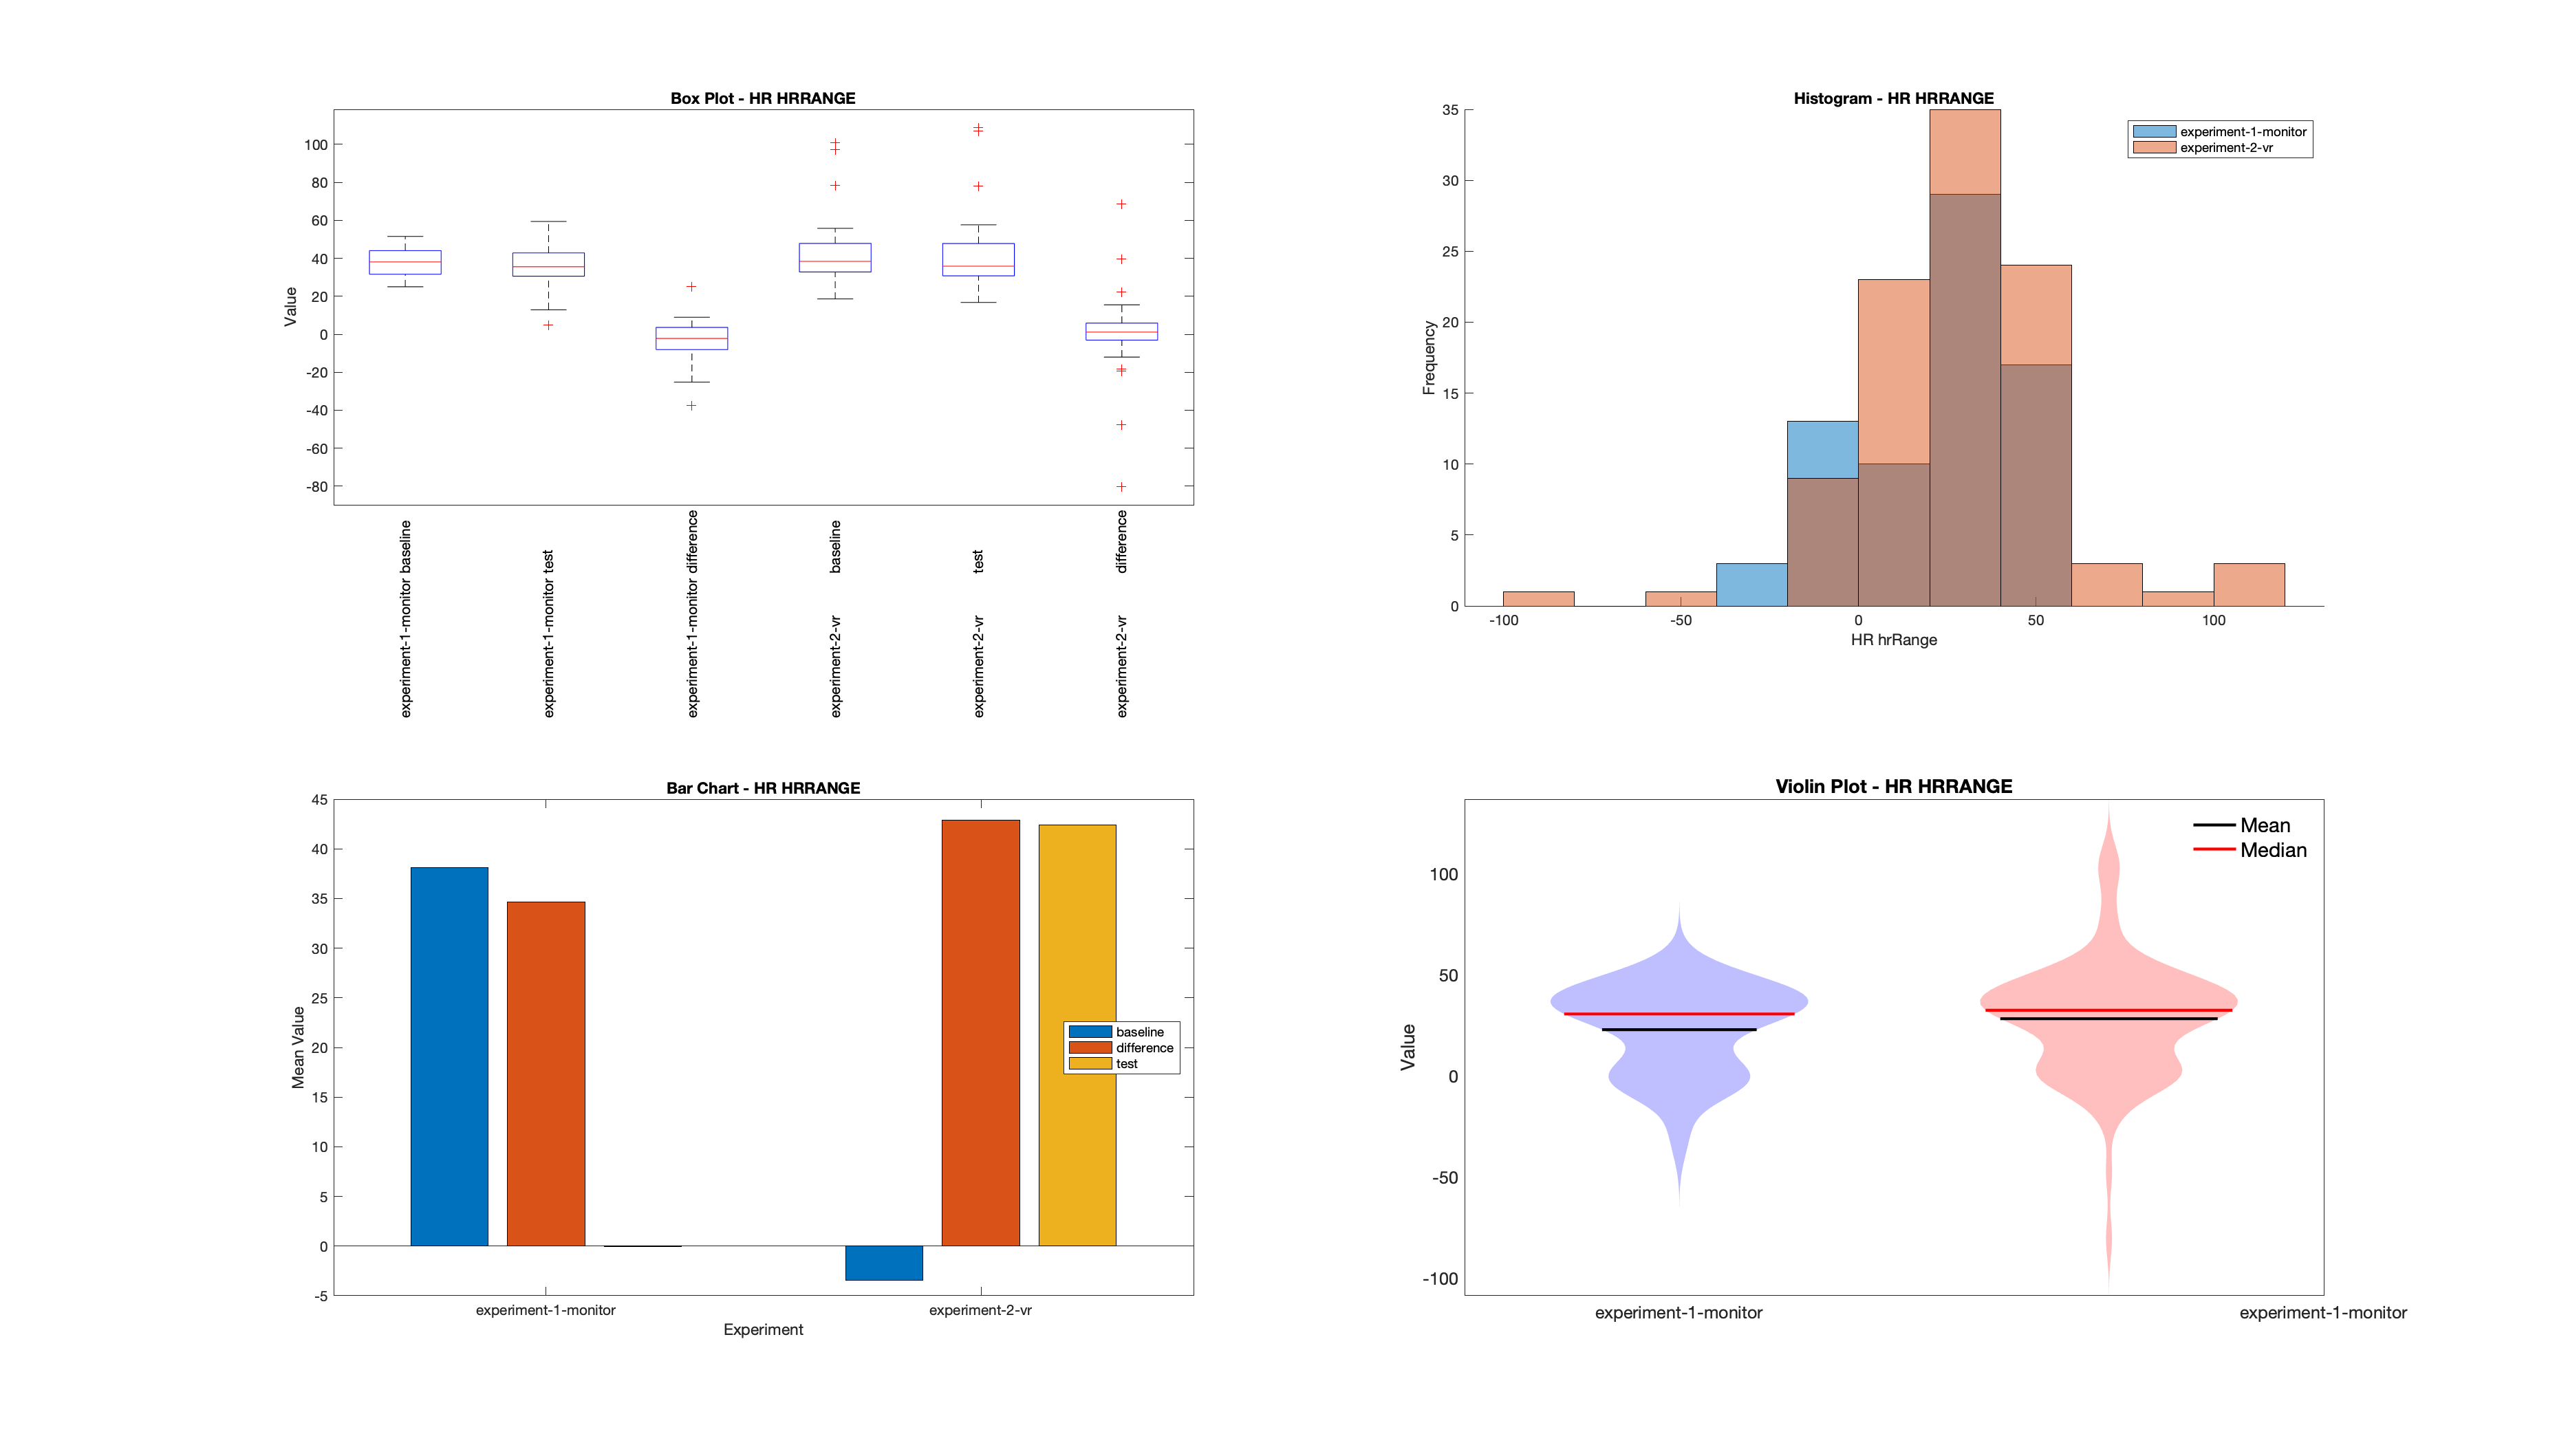 Box Plot - HR HRRANGE
Value
100
80
60
40
20
0
-20
-40
-60
-80
experiment-1-monitor baseline
experiment-1-monitor test
experiment-1-monitor difference
experiment-2-vr baseline
experiment-2-vr test
experiment-2-vr difference
Histogram - HR HRRANGE
experiment-1-monitor
experiment-2-vr
Frequency
35
30
25
20
15
10
5
0
-100 -50 0 50 100
HR hrRange
Bar Chart - HR HRRANGE
Mean Value
45
40
35
30
25
20
15
10
5
0
-5
baseline
difference
test
experiment-1-monitor experiment-2-vr
Experiment
Violin Plot - HR HRRANGE
Mean
Median
Value
100
50
0
-50
-100
experiment-1-monitor experiment-1-monitor